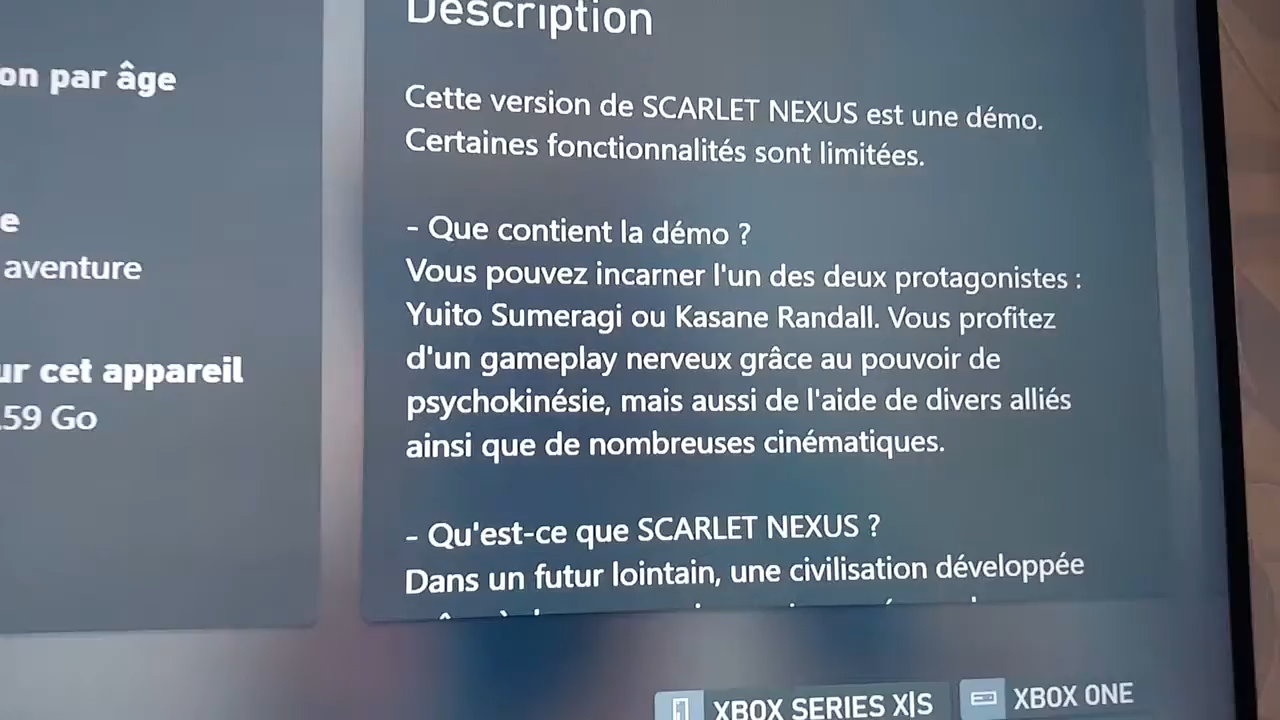 on par âge
e
aventure
ur cet appareil
.59 Go
Description
Cette version de SCARLET NEXUS est une démo.
Certaines fonctionnalités sont limitées.
- Que contient la démo ?
Vous pouvez incarner l'un des deux protagonistes :
Yuito Sumeragi ou Kasane Randall. Vous profitez
d'un gameplay nerveux grâce au pouvoir de
psychokinésie, mais aussi de l'aide de divers alliés
ainsi que de nombreuses cinématiques.
- Qu'est-ce que SCARLET NEXUS ?
Dans un futur lointain, une civilisation développée
XBOX SERIES X|S
XBOX ONE